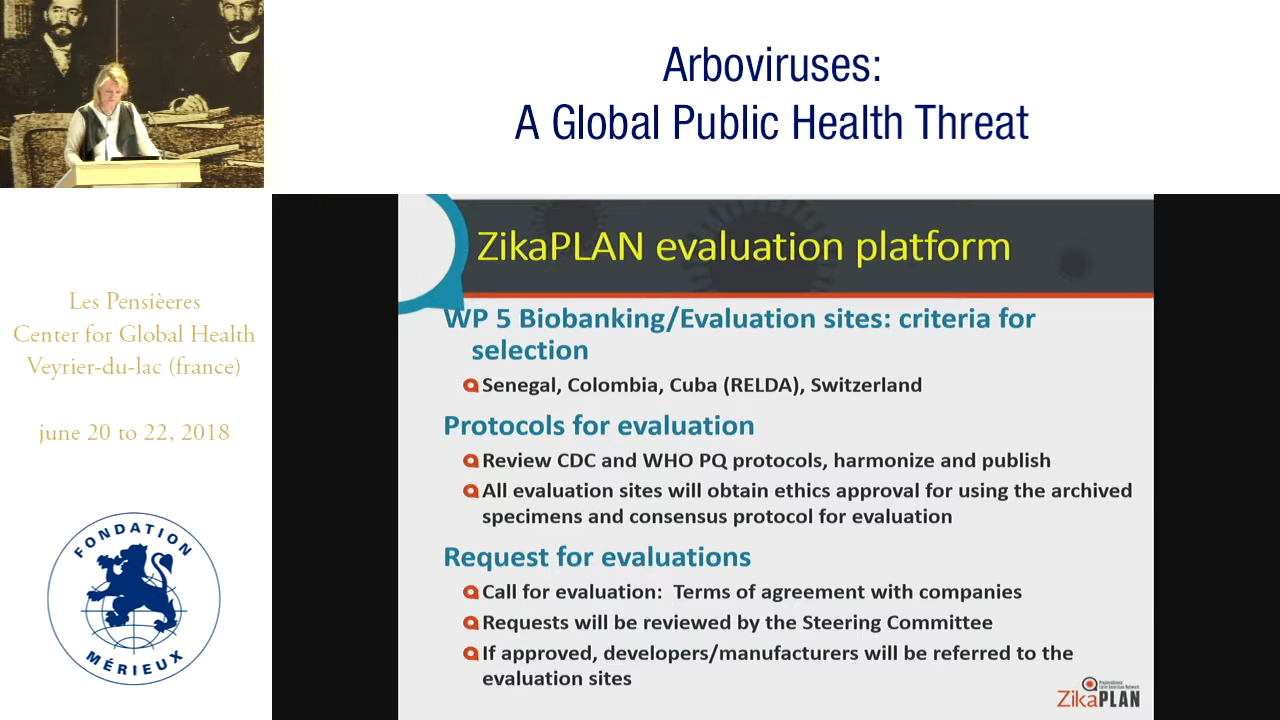 Arboviruses:
A Global Public Health Threat
Les Pensièeres
Center for Global Health
Veyrier-du-lac (france)
june 20 to 22, 2018
FONDATION
MÉRIEUX
ZikaPLAN evaluation platform
WP 5 Biobanking/Evaluation sites: criteria for
selection
Senegal, Colombia, Cuba (RELDA), Switzerland
Protocols for evaluation
Review CDC and WHO PQ protocols, harmonize and publish
All evaluation sites will obtain ethics approval for using the archived
specimens and consensus protocol for evaluation
Request for evaluations
Call for evaluation:  Terms of agreement with companies
Requests will be reviewed by the Steering Committee
If approved, developers/manufacturers will be referred to the
evaluation sites
ZikaPLAN